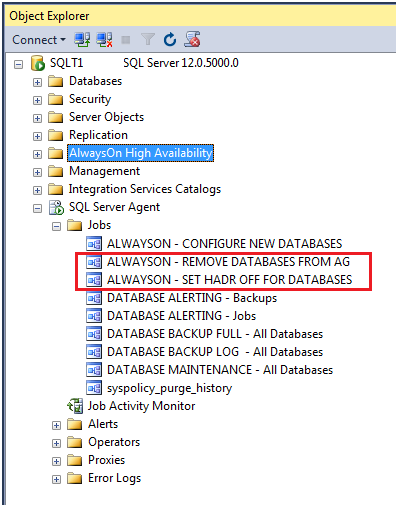 Object Explorer
Connect
SQLT1 SQL Server 12.0.5000.0
Databases
Security
Server Objects
Replication
AlwaysOn High Availability
Management
Integration Services Catalogs
SQL Server Agent
Jobs
ALWAYSON - CONFIGURE NEW DATABASES
ALWAYSON - REMOVE DATABASES FROM AG
ALWAYSON - SET HADR OFF FOR DATABASES
DATABASE ALERTING - Backups
DATABASE ALERTING - Jobs
DATABASE BACKUP FULL - All Databases
DATABASE BACKUP LOG  - All Databases
DATABASE MAINTENANCE - All Databases
syspolicy_purge_history
Job Activity Monitor
Alerts
Operators
Proxies
Error Logs